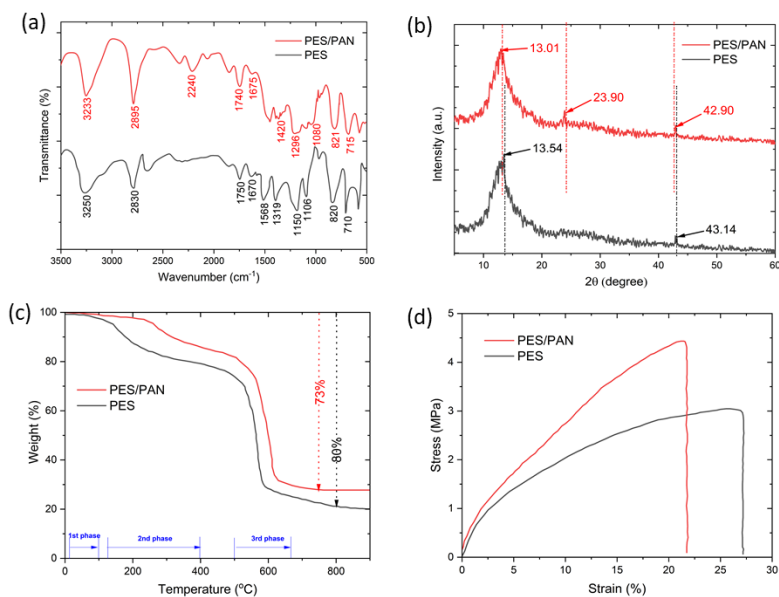 (a)
PES/PAN
PES
Transmittance (%)
3233
2895
2240
1740
1675
1420
1296
1080
821
715
3250
2830
1750
1670
1568
1319
1150
1106
820
710
3500 3000 2500 2000 1500 1000 500
Wavenumber (cm⁻¹)
(b)
PES/PAN
PES
Intensity (a.u.)
13.01
23.90
42.90
13.54
43.14
10 20 30 40 50 60
2θ (degree)
(c)
100
80
60
40
20
0
Weight (%)
PES/PAN
PES
73%
80%
1st phase
2nd phase
3rd phase
0 200 400 600 800
Temperature (°C)
(d)
5
4
3
2
1
0
Stress (MPa)
PES/PAN
PES
0 5 10 15 20 25 30
Strain (%)